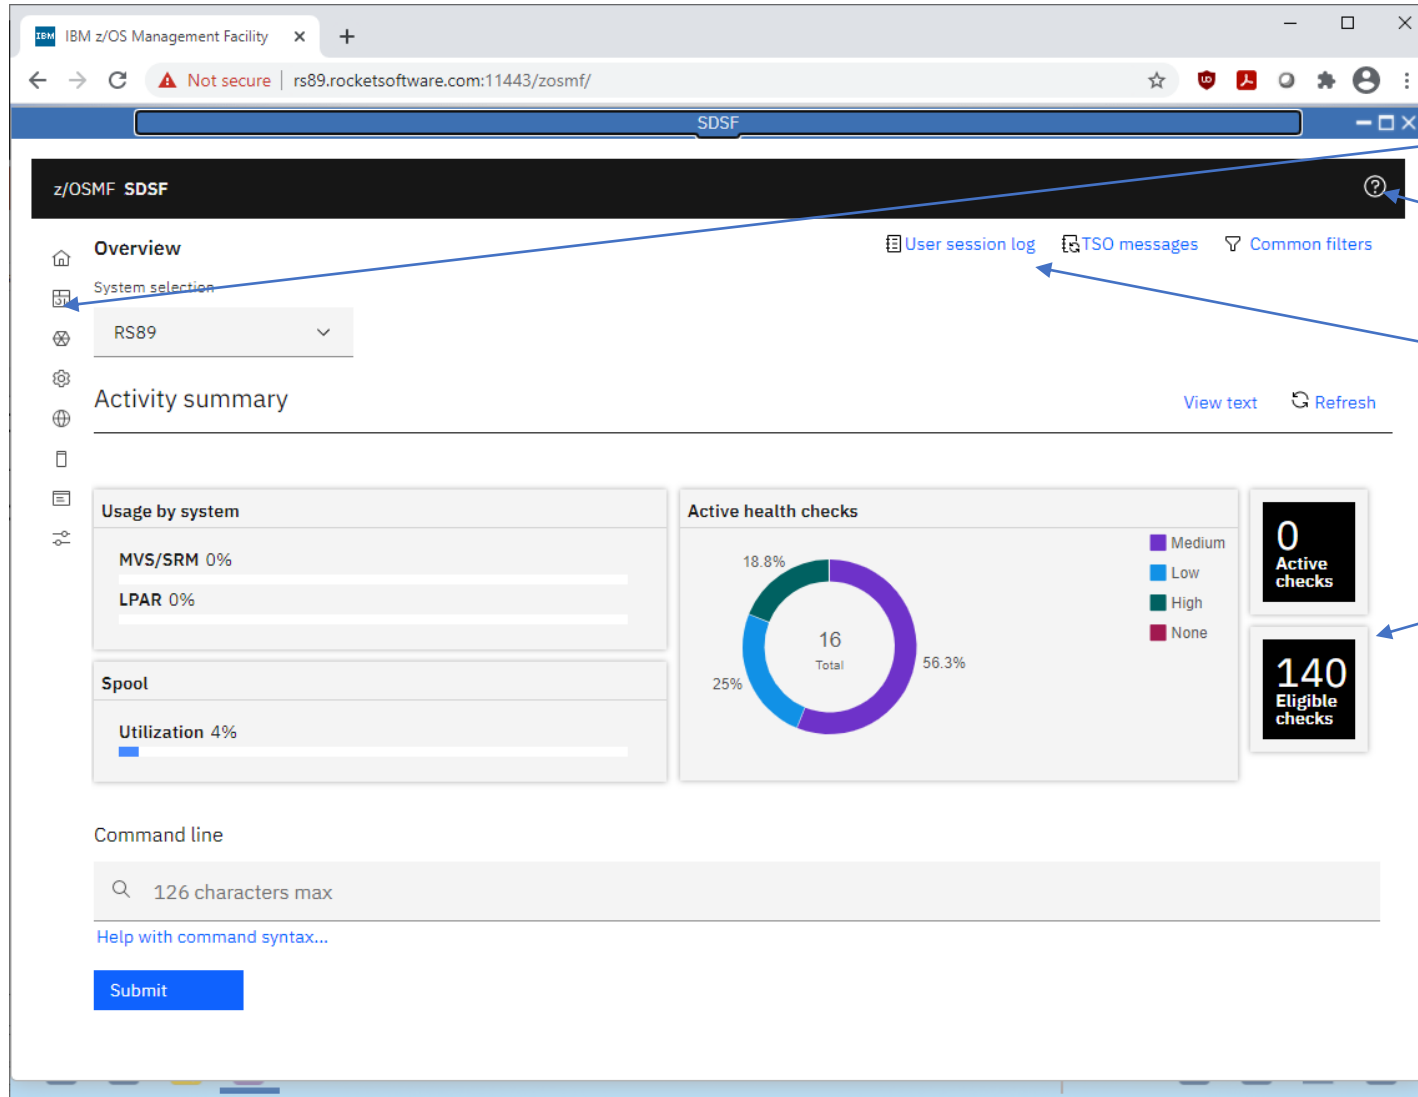 IBM IBM z/OS Management Facility
Not secure | rs89.rocketsoftware.com:11443/zosmf/
SDSF
z/OSMF SDSF
Overview
User session log
TSO messages
Common filters
System selection
RS89
Activity summary
View text
Refresh
Usage by system
MVS/SRM 0%
LPAR 0%
Spool
Utilization 4%
Active health checks
18.8%
16
Total
56.3%
25%
Medium
Low
High
None
0
Active
checks
140
Eligible
checks
Command line
126 characters max
Help with command syntax...
Submit